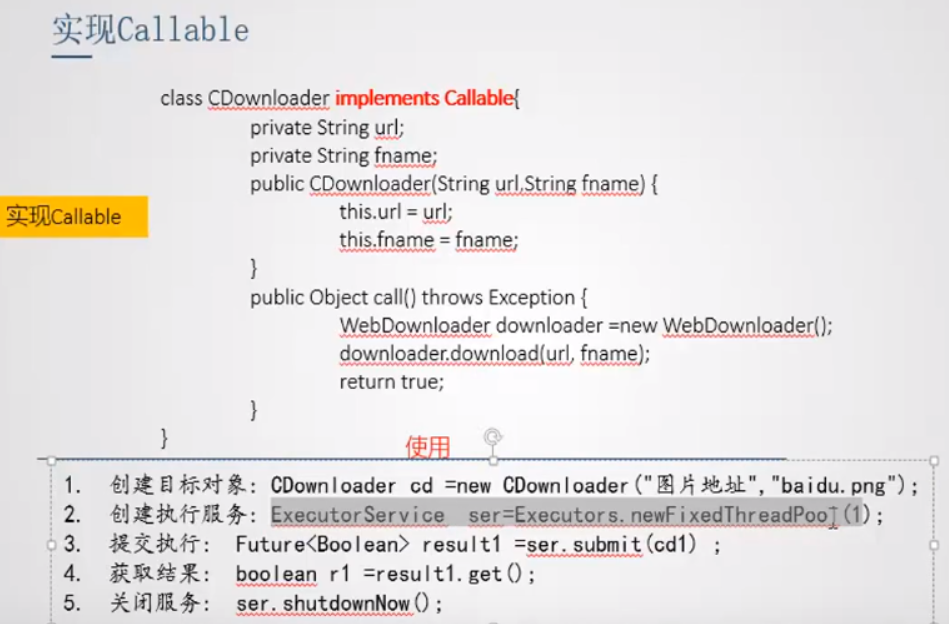 实现Callable
class CDownloader implements Callable{
private String url;
private String fname;
public CDownloader(String url,String fname) {
this.url = url;
this.fname = fname;
}
实现Callable
public Object call() throws Exception {
WebDownloader downloader =new WebDownloader();
downloader.download(url, fname);
return true;
}
}
使用
1. 创建目标对象: CDownloader cd =new CDownloader("图片地址","baidu.png");
2. 创建执行服务: ExecutorService ser=Executors.newFixedThreadPool(1);
3. 提交执行: Future<Boolean> result1 =ser.submit(cd1) ;
4. 获取结果: boolean r1 =result1.get();
5. 关闭服务: ser.shutdownNow();